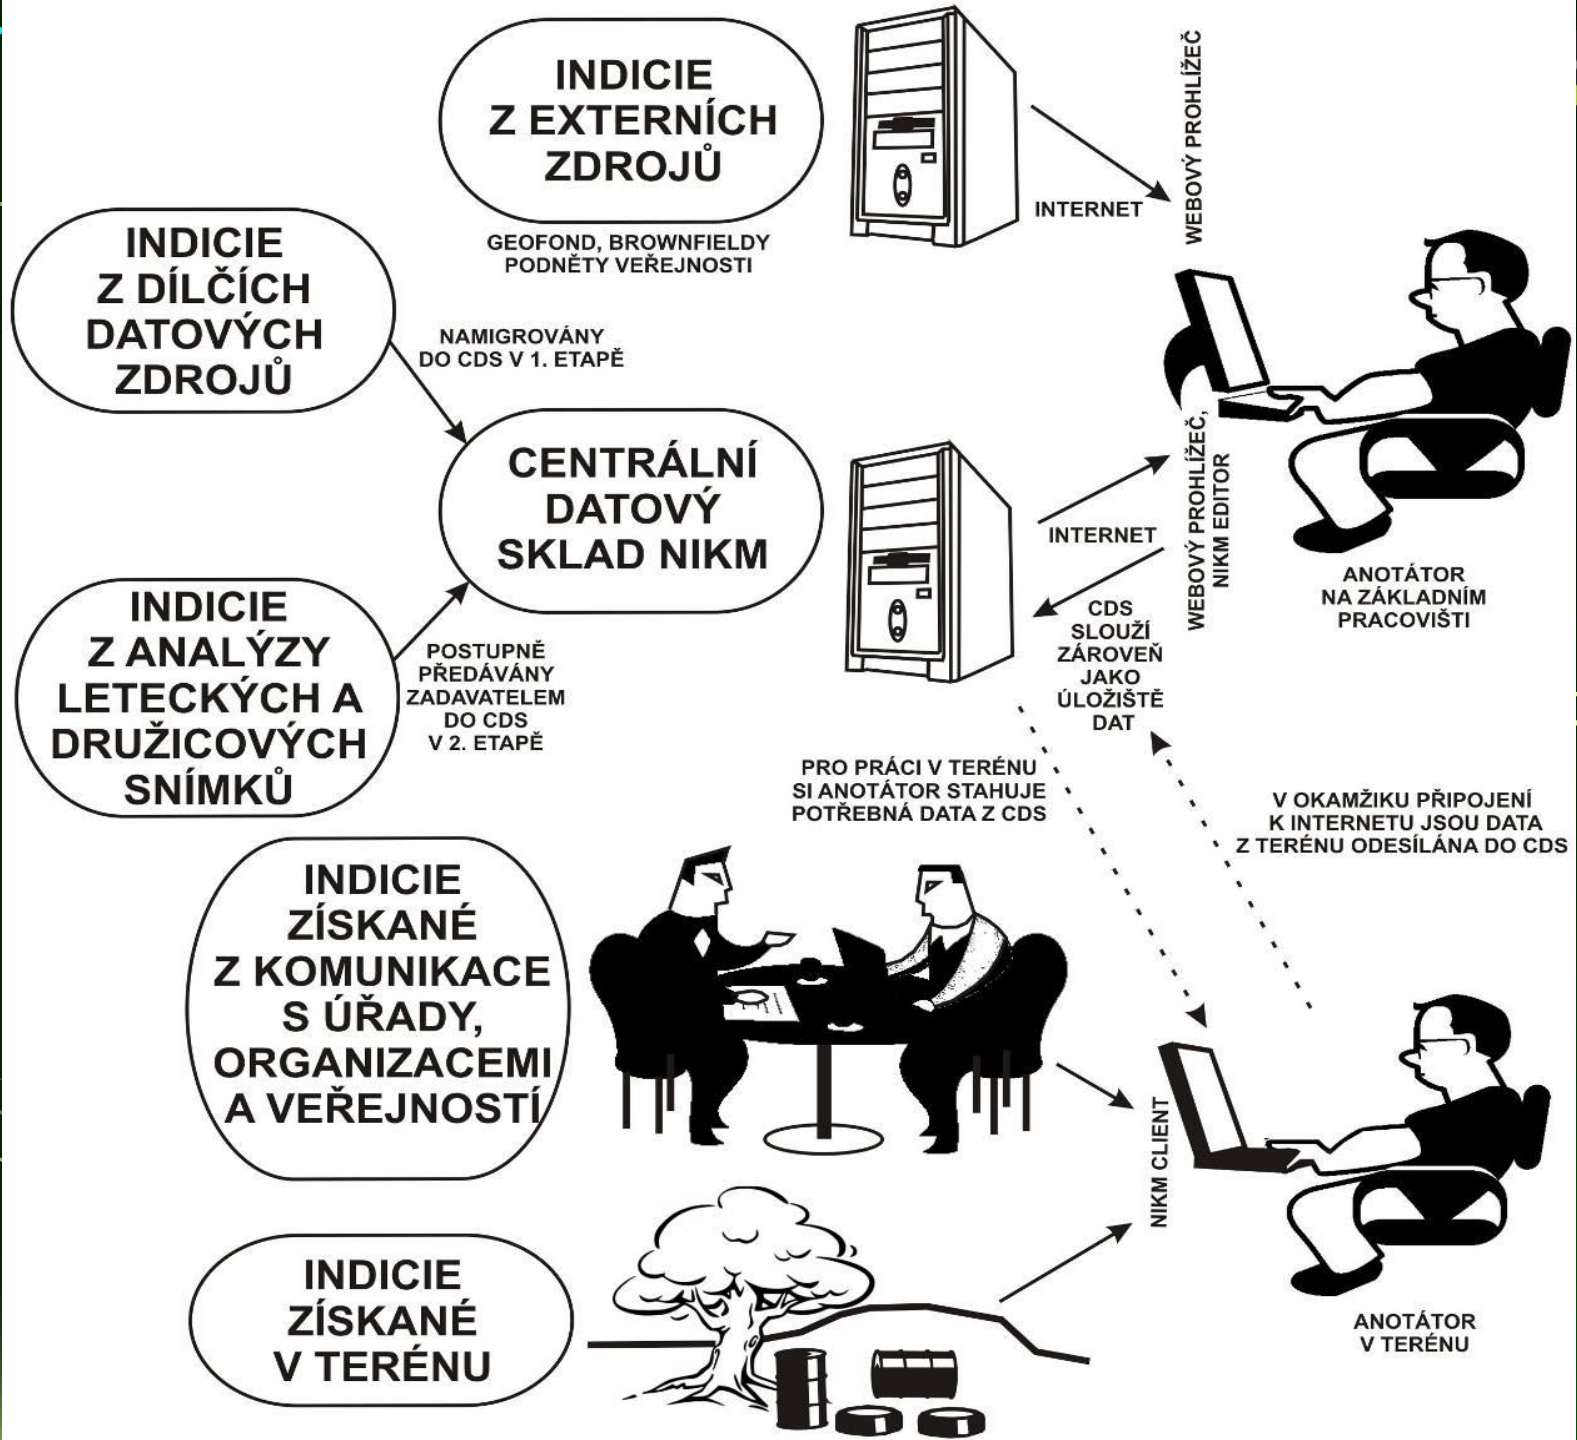 INDICIE
Z EXTERNÍCH
ZDROJŮ
GEOFOND, BROWNFIELDY
PODNĚTY VEŘEJNOSTI
INTERNET
WEBOVÝ PROHLÍŽEČ
INDICIE
Z DÍLČÍCH
DATOVÝCH
ZDROJŮ
NAMIGROVÁNY
DO CDS V 1. ETAPĚ
CENTRÁLNÍ
DATOVÝ
SKLAD NIKM
INTERNET
WEBOVÝ PROHLÍŽEČ,
NIKM EDITOR
ANOTÁTOR
NA ZÁKLADNÍM
PRACOVIŠTI
INDICIE
Z ANALÝZY
LETECKÝCH A
DRUŽICOVÝCH
SNÍMKŮ
POSTUPNĚ
PŘEDÁVÁNY
ZADAVATELEM
DO CDS
V 2. ETAPĚ
CDS
SLOUŽÍ
ZÁROVEŇ
JAKO
ÚLOŽIŠTĚ
DAT
PRO PRÁCI V TERÉNU
SI ANOTÁTOR STAHUJE
POTŘEBNÁ DATA Z CDS
V OKAMŽIKU PŘIPOJENÍ
K INTERNETU JSOU DATA
Z TERÉNU ODESÍLÁNA DO CDS
INDICIE
ZÍSKANÉ
Z KOMUNIKACE
S ÚŘADY,
ORGANIZACEMI
A VEŘEJNOSTÍ
NIKM CLIENT
INDICIE
ZÍSKANÉ
V TERÉNU
ANOTÁTOR
V TERÉNU